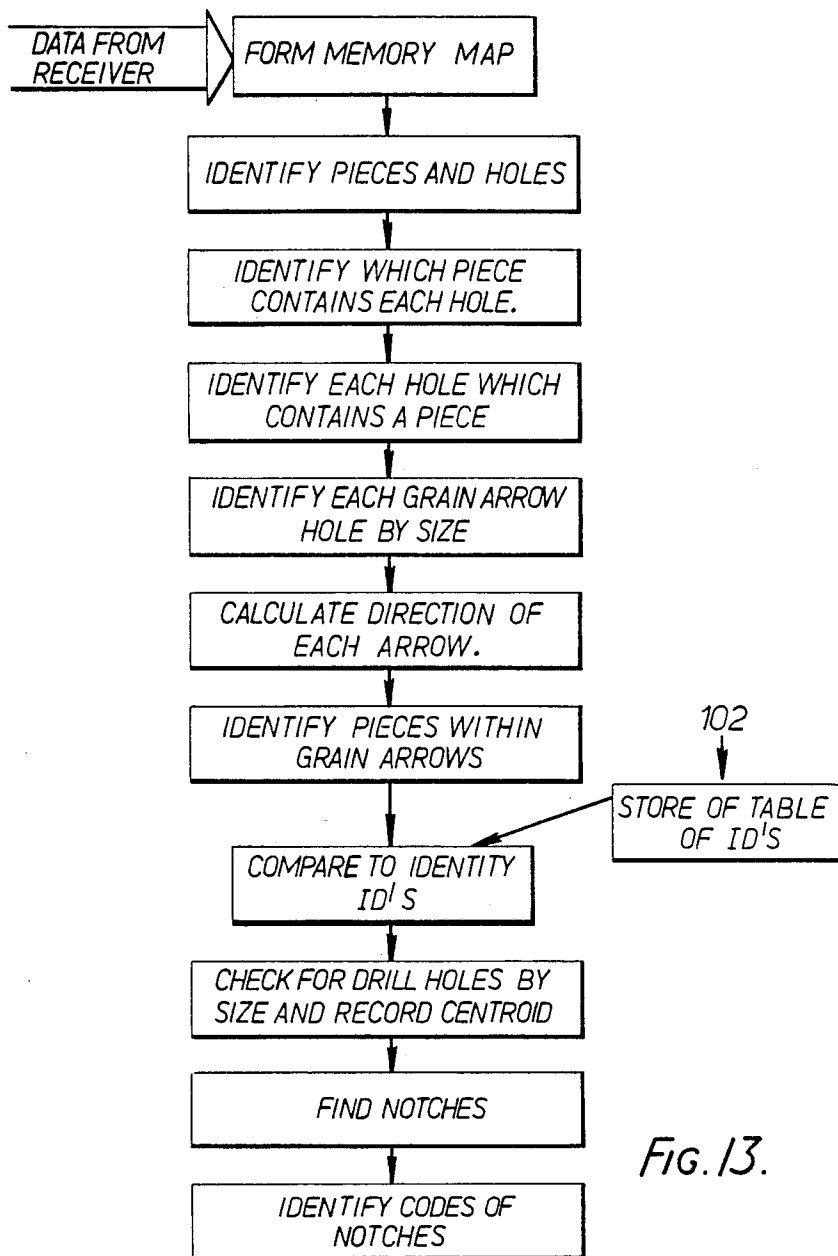 DATA FROM
RECEIVER
FORM MEMORY MAP
IDENTIFY PIECES AND HOLES
IDENTIFY WHICH PIECE
CONTAINS EACH HOLE.
IDENTIFY EACH HOLE WHICH
CONTAINS A PIECE
IDENTIFY EACH GRAIN ARROW
HOLE BY SIZE
CALCULATE DIRECTION OF
EACH ARROW.
IDENTIFY PIECES WITHIN
GRAIN ARROWS
102
STORE OF TABLE
OF ID'S
COMPARE TO IDENTITY
ID'S
CHECK FOR DRILL HOLES BY
SIZE AND RECORD CENTROID
FIND NOTCHES
IDENTIFY CODES OF
NOTCHES
FIG. 13.